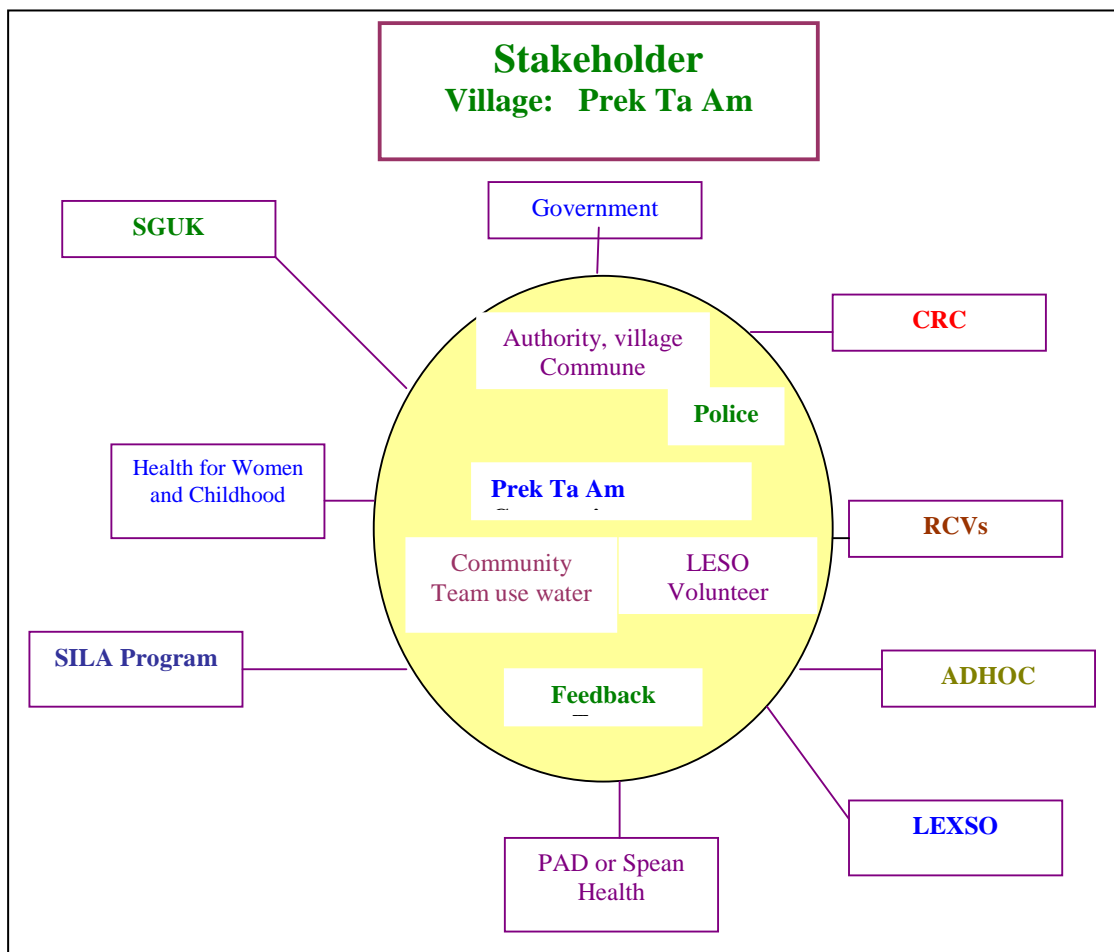 Stakeholder
Village: Prek Ta Am
Government
SGUK
CRC
Authority, village
Commune
Police
Health for Women
and Childhood
Prek Ta Am
RCVs
Community
Team use water
LESO
Volunteer
SILA Program
Feedback
ADHOC
LEXSO
PAD or Spean
Health